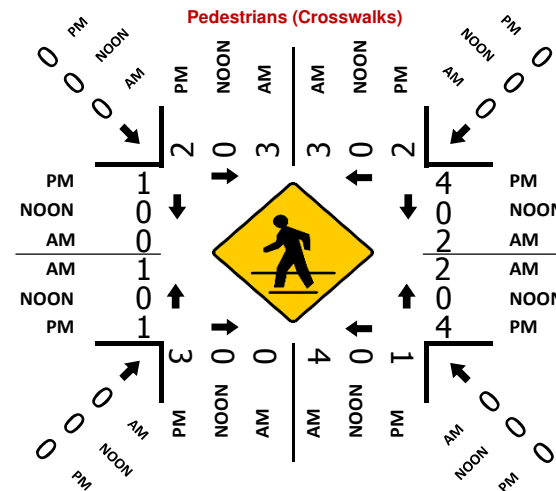 Pedestrians (Crosswalks)
0 PM
0 NOON
0 AM
PM NOON AM AM NOON PM
PM 0
NOON 0
AM 0
2 0 3 3 0 2
PM 1 4 PM
NOON 0 0 NOON
AM 0 2 AM
AM 1 2 AM
NOON 0 0 NOON
PM 1 4 PM
3 0 0 4 0 1
PM NOON AM AM NOON PM
0 AM
0 NOON
0 PM
AM 0
NOON 0
PM 0